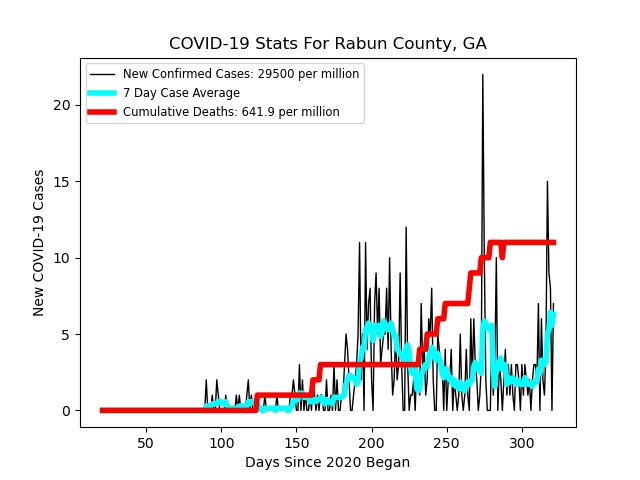 COVID-19 Stats For Rabun County, GA
New Confirmed Cases: 29500 per million
7 Day Case Average
Cumulative Deaths: 641.9 per million
New COVID-19 Cases
20
15
10
5
0
50
100
150
200
250
300
Days Since 2020 Began